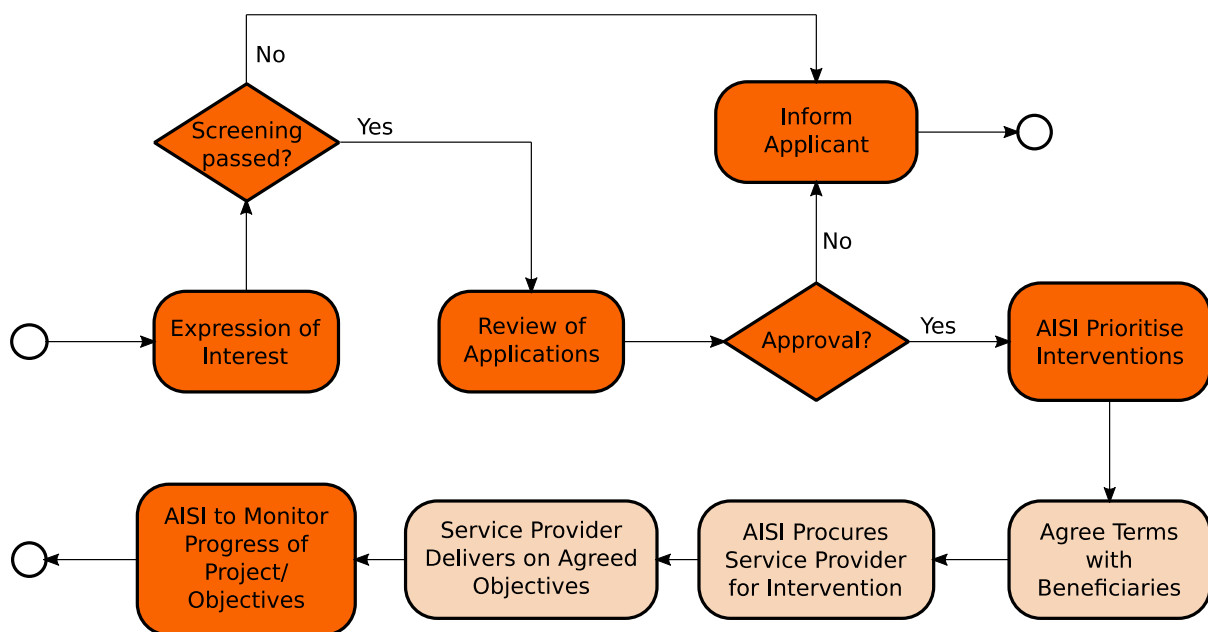 No
Screening
passed?
Yes
Inform
Applicant
No
Expression of
Interest
Review of
Applications
Approval?
Yes
AISI Prioritise
Interventions
AISI to Monitor
Progress of
Project/
Objectives
Service Provider
Delivers on Agreed
Objectives
AISI Procures
Service Provider
for Intervention
Agree Terms
with
Beneficiaries